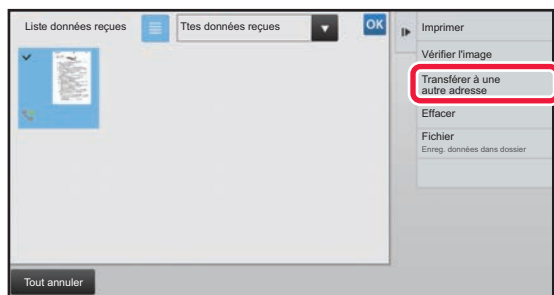 Liste données reçues
Ttes données reçues
OK
Imprimer
Vérifier l'image
Transférer à une
autre adresse
Effacer
Fichier
Enreg. données dans dossier
Tout annuler